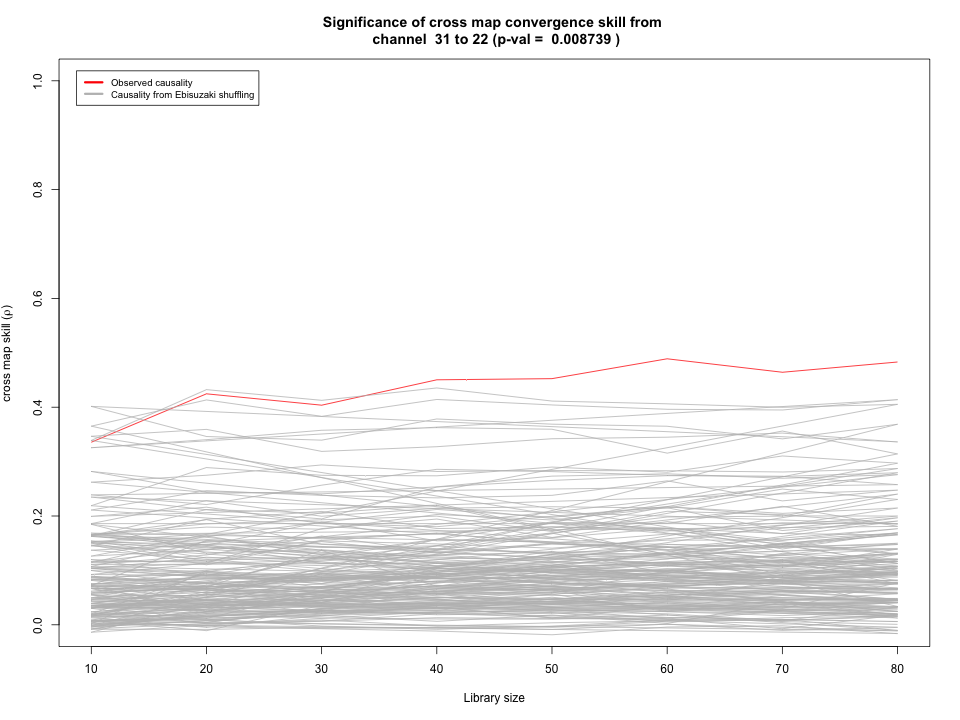 Significance of cross map convergence skill from
channel  31 to 22 (p-val =  0.008739 )
Observed causality
Causality from Ebisuzaki shuffling
cross map skill (ρ)
1.0
0.8
0.6
0.4
0.2
0.0
10 20 30 40 50 60 70 80
Library size